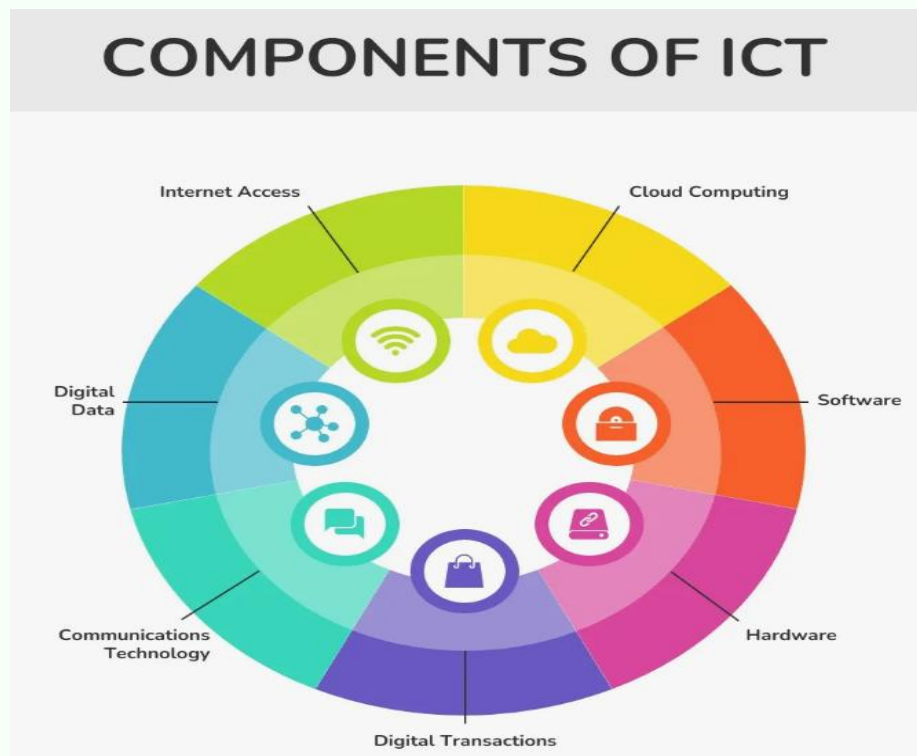 COMPONENTS OF ICT
Internet Access
Cloud Computing
Digital
Data
Software
Communications
Technology
Hardware
Digital Transactions